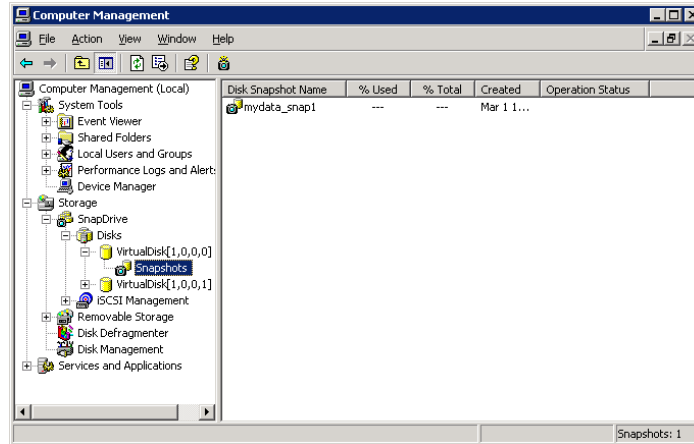 Computer Management
File Action View Window Help
Computer Management (Local)
System Tools
Event Viewer
Shared Folders
Local Users and Groups
Performance Logs and Alert
Device Manager
Storage
SnapDrive
Disks
VirtualDisk[1,0,0,0]
Snapshots
VirtualDisk[1,0,0,1]
iSCSI Management
Removable Storage
Disk Defragmenter
Disk Management
Services and Applications
Disk Snapshot Name % Used % Total Created Operation Status
mydata_snap1 --- --- Mar 1 1...
Snapshots: 1